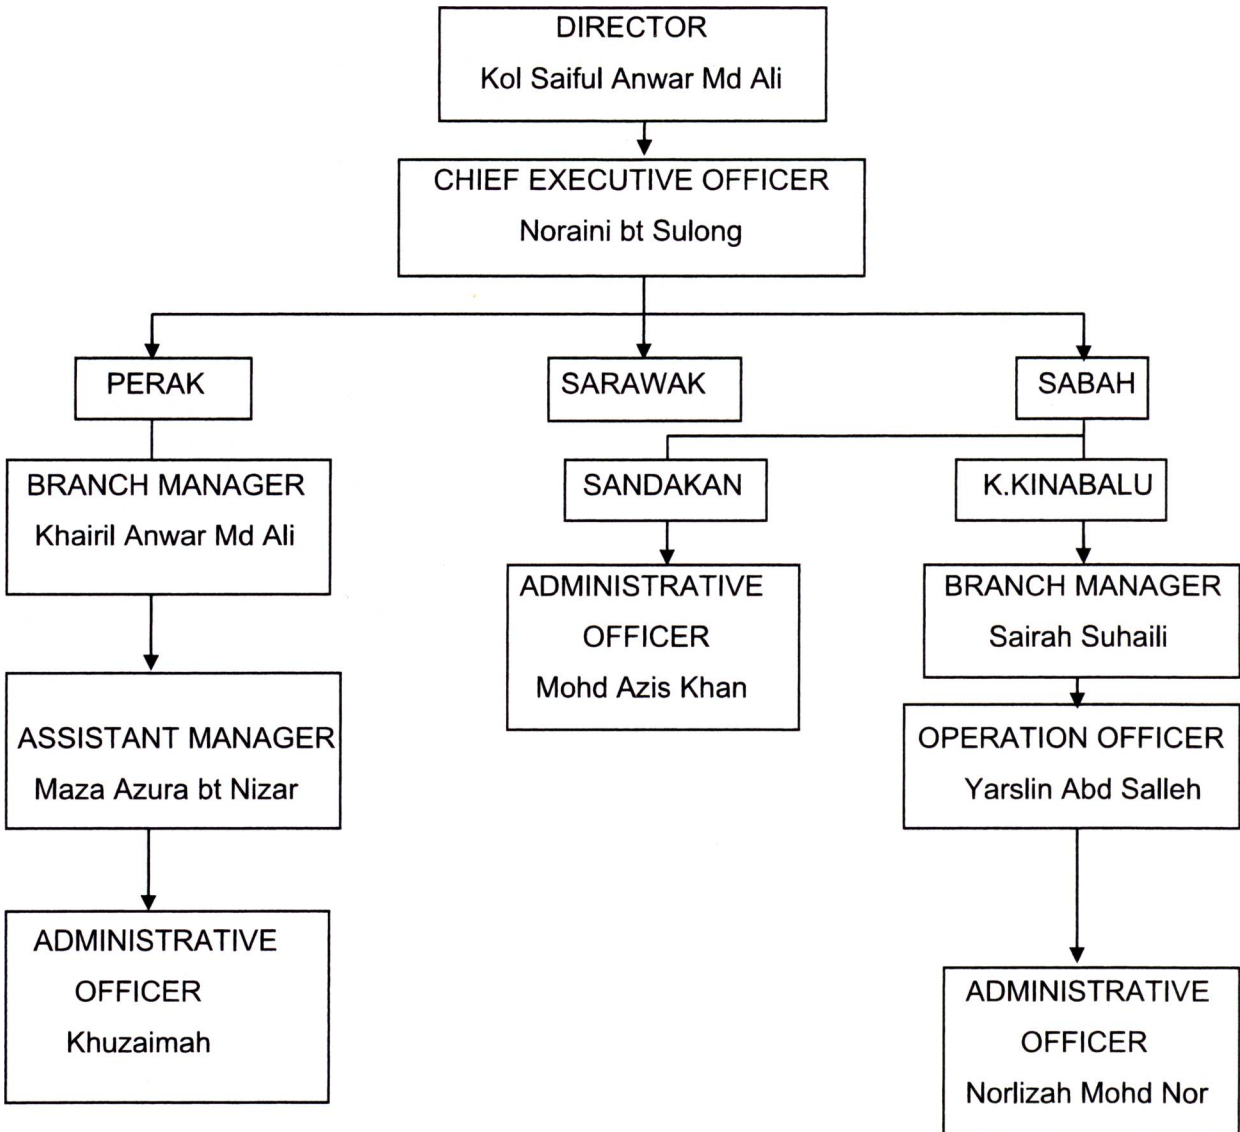 DIRECTOR
Kol Saiful Anwar Md Ali
CHIEF EXECUTIVE OFFICER
Noraini bt Sulong
PERAK
SARAWAK
SABAH
BRANCH MANAGER
Khairil Anwar Md Ali
SANDAKAN
K.KINABALU
ADMINISTRATIVE
OFFICER
Mohd Azis Khan
BRANCH MANAGER
Sairah Suhaili
ASSISTANT MANAGER
Maza Azura bt Nizar
OPERATION OFFICER
Yarslin Abd Salleh
ADMINISTRATIVE
OFFICER
Khuzaimah
ADMINISTRATIVE
OFFICER
Norlizah Mohd Nor